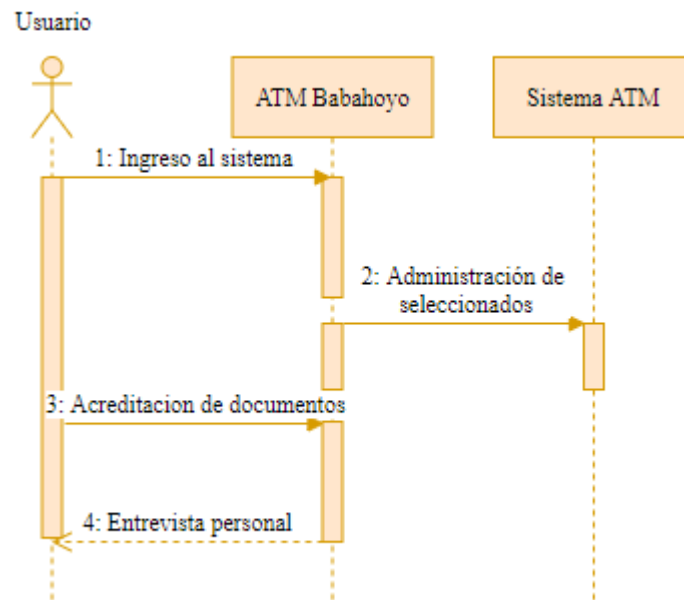 Usuario
ATM Babahoyo
Sistema ATM
1: Ingreso al sistema
2: Administración de
seleccionados
3: Acreditacion de documentos
4: Entrevista personal